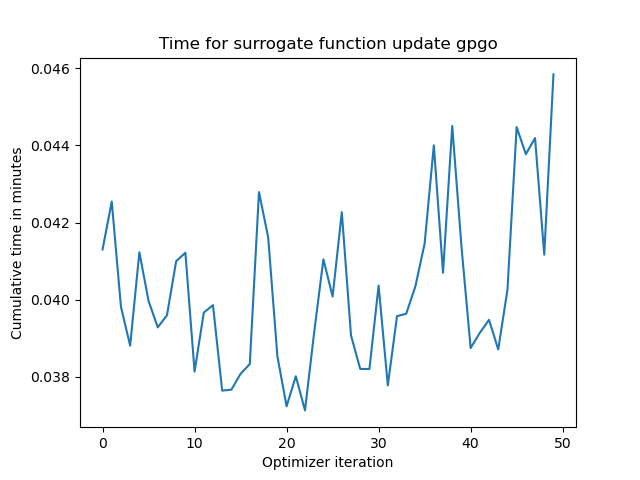 Time for surrogate function update gpgo
Cumulative time in minutes
0.046
0.044
0.042
0.040
0.038
0 10 20 30 40 50
Optimizer iteration